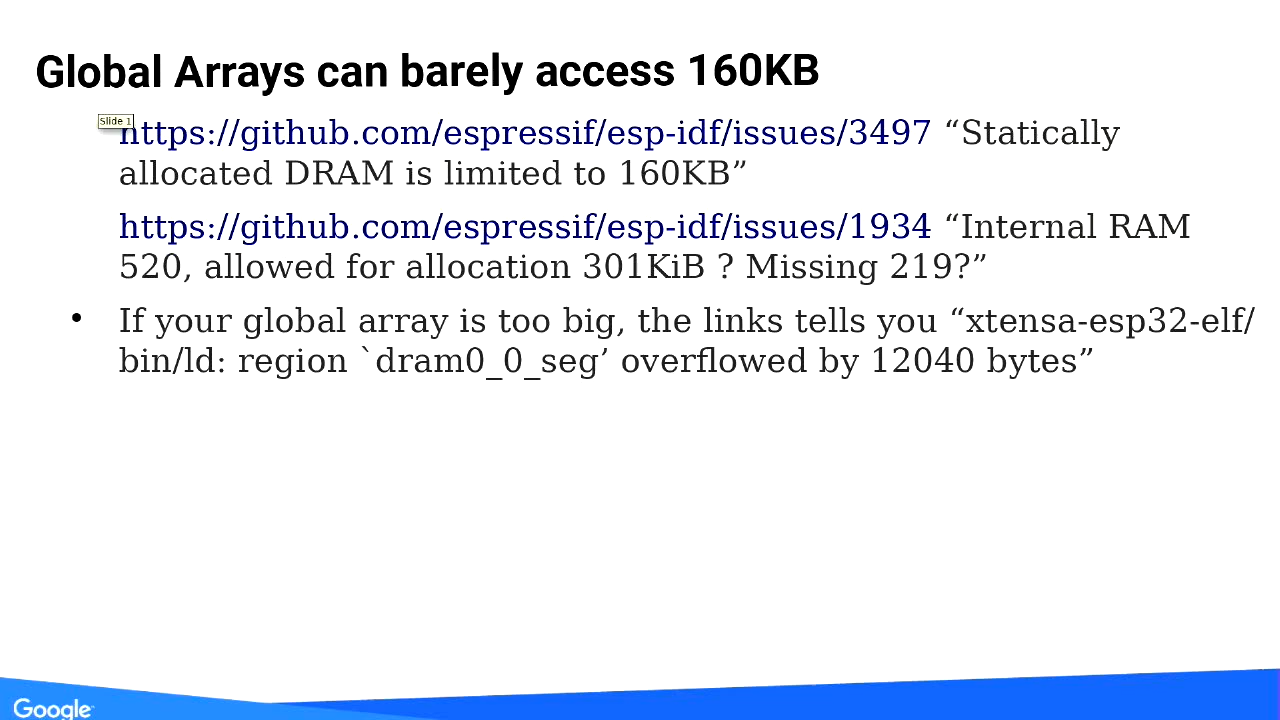 Global Arrays can barely access 160KB
Slide 1
https://github.com/espressif/esp-idf/issues/3497 “Statically
allocated DRAM is limited to 160KB”
https://github.com/espressif/esp-idf/issues/1934 “Internal RAM
520, allowed for allocation 301KiB ? Missing 219?”
• If your global array is too big, the links tells you “xtensa-esp32-elf/
bin/ld: region `dram0_0_seg’ overflowed by 12040 bytes”
Google